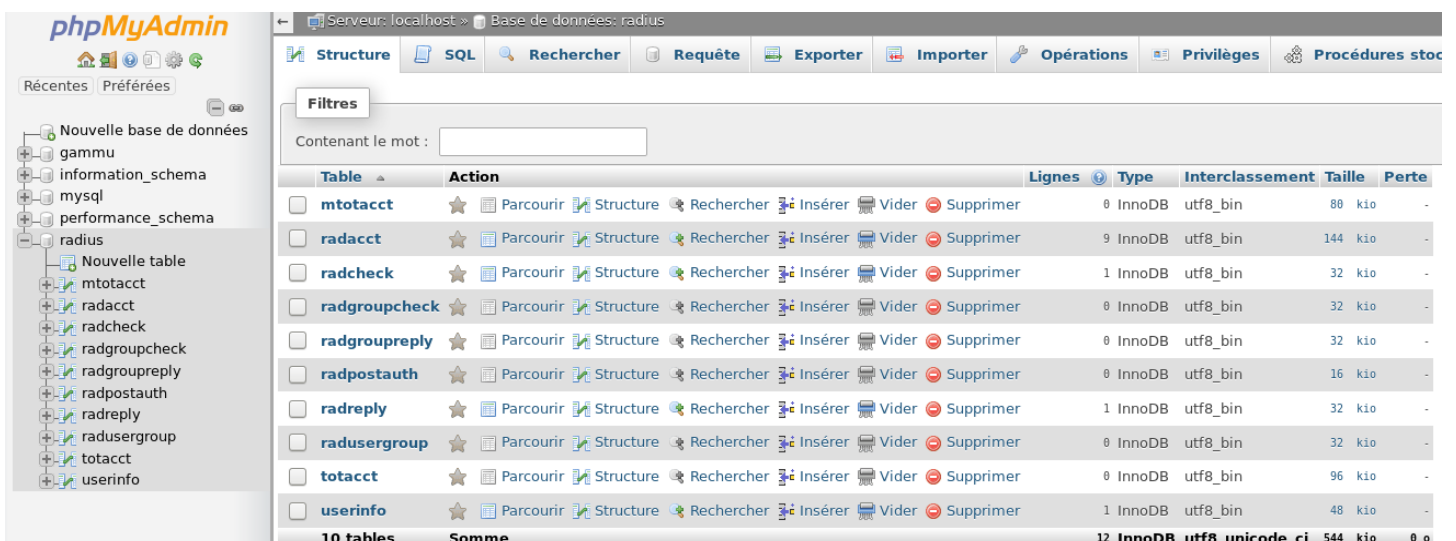 phpMyAdmin
Récentes Préférées
Nouvelle base de données
gammu
information_schema
mysql
performance_schema
radius
Nouvelle table
mtotacct
radacct
radcheck
radgroupcheck
radgroupreply
radpostauth
radreply
radusergroup
totacct
userinfo
← Serveur: localhost » Base de données: radius
Structure SQL Rechercher Requête Exporter Importer Opérations Privilèges Procédures stoc
Filtres
Contenant le mot :
Table Action Lignes Type Interclassement Taille Perte
mtotacct Parcourir Structure Rechercher Insérer Vider Supprimer 0 InnoDB utf8_bin 80 kio -
radacct Parcourir Structure Rechercher Insérer Vider Supprimer 9 InnoDB utf8_bin 144 kio -
radcheck Parcourir Structure Rechercher Insérer Vider Supprimer 1 InnoDB utf8_bin 32 kio -
radgroupcheck Parcourir Structure Rechercher Insérer Vider Supprimer 0 InnoDB utf8_bin 32 kio -
radgroupreply Parcourir Structure Rechercher Insérer Vider Supprimer 0 InnoDB utf8_bin 32 kio -
radpostauth Parcourir Structure Rechercher Insérer Vider Supprimer 0 InnoDB utf8_bin 16 kio -
radreply Parcourir Structure Rechercher Insérer Vider Supprimer 1 InnoDB utf8_bin 32 kio -
radusergroup Parcourir Structure Rechercher Insérer Vider Supprimer 0 InnoDB utf8_bin 32 kio -
totacct Parcourir Structure Rechercher Insérer Vider Supprimer 0 InnoDB utf8_bin 96 kio -
userinfo Parcourir Structure Rechercher Insérer Vider Supprimer 1 InnoDB utf8_bin 48 kio -
10 tables Somme 12 InnoDB utf8_unicode_ci 544 kio 0 o